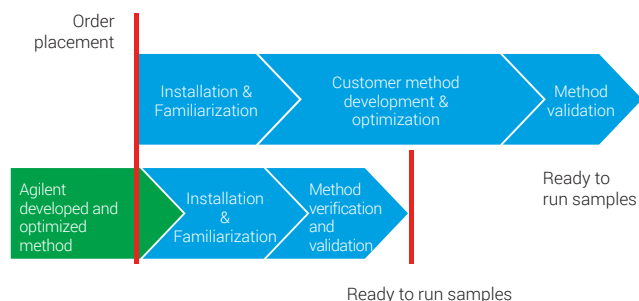 Order
placement
Installation &
Familiarization
Customer method
development &
optimization
Method
validation
Agilent
developed and
optimized
method
Installation
&
Familiarization
Method
verification
and
validation
Ready to
run samples
Ready to run samples